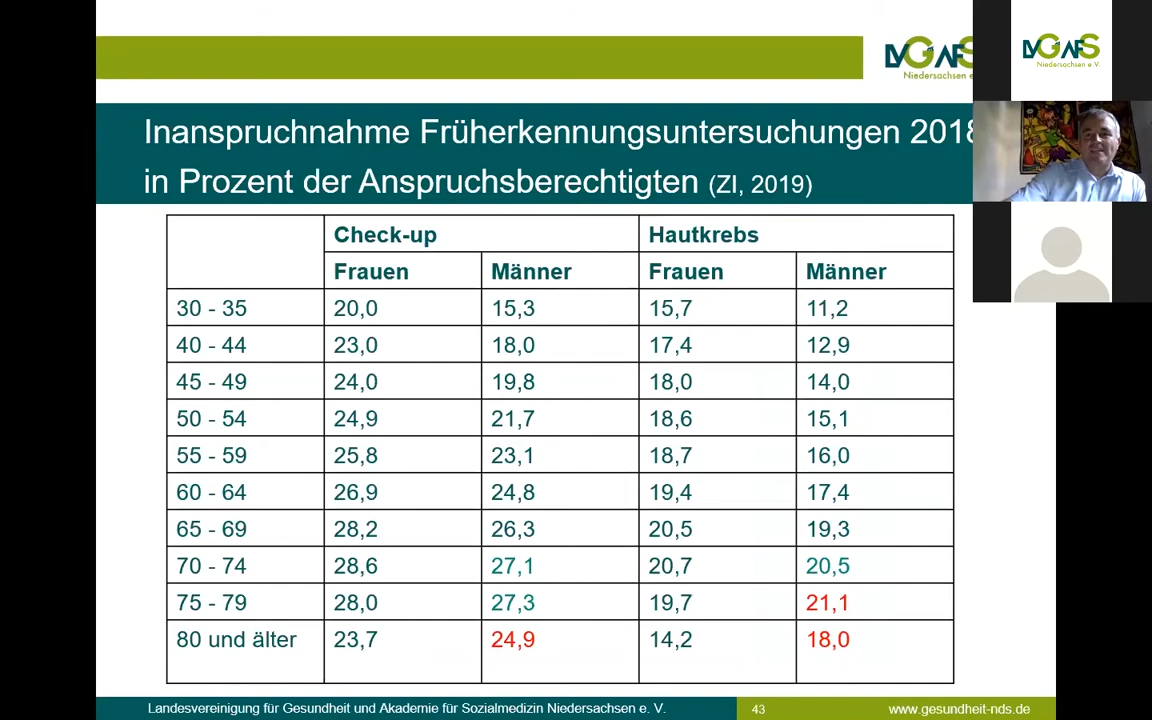 LVG & AFS
Niedersachsen e. V.
Niedersachsen e.
Inanspruchnahme Früherkennungsuntersuchungen 2018
in Prozent der Anspruchsberechtigten (ZI, 2019)
Check-up Hautkrebs
Frauen Männer Frauen Männer
30 - 35 20,0 15,3 15,7 11,2
40 - 44 23,0 18,0 17,4 12,9
45 - 49 24,0 19,8 18,0 14,0
50 - 54 24,9 21,7 18,6 15,1
55 - 59 25,8 23,1 18,7 16,0
60 - 64 26,9 24,8 19,4 17,4
65 - 69 28,2 26,3 20,5 19,3
70 - 74 28,6 27,1 20,7 20,5
75 - 79 28,0 27,3 19,7 21,1
80 und älter 23,7 24,9 14,2 18,0
Landesvereinigung für Gesundheit und Akademie für Sozialmedizin Niedersachsen e. V. 43 www.gesundheit-nds.de